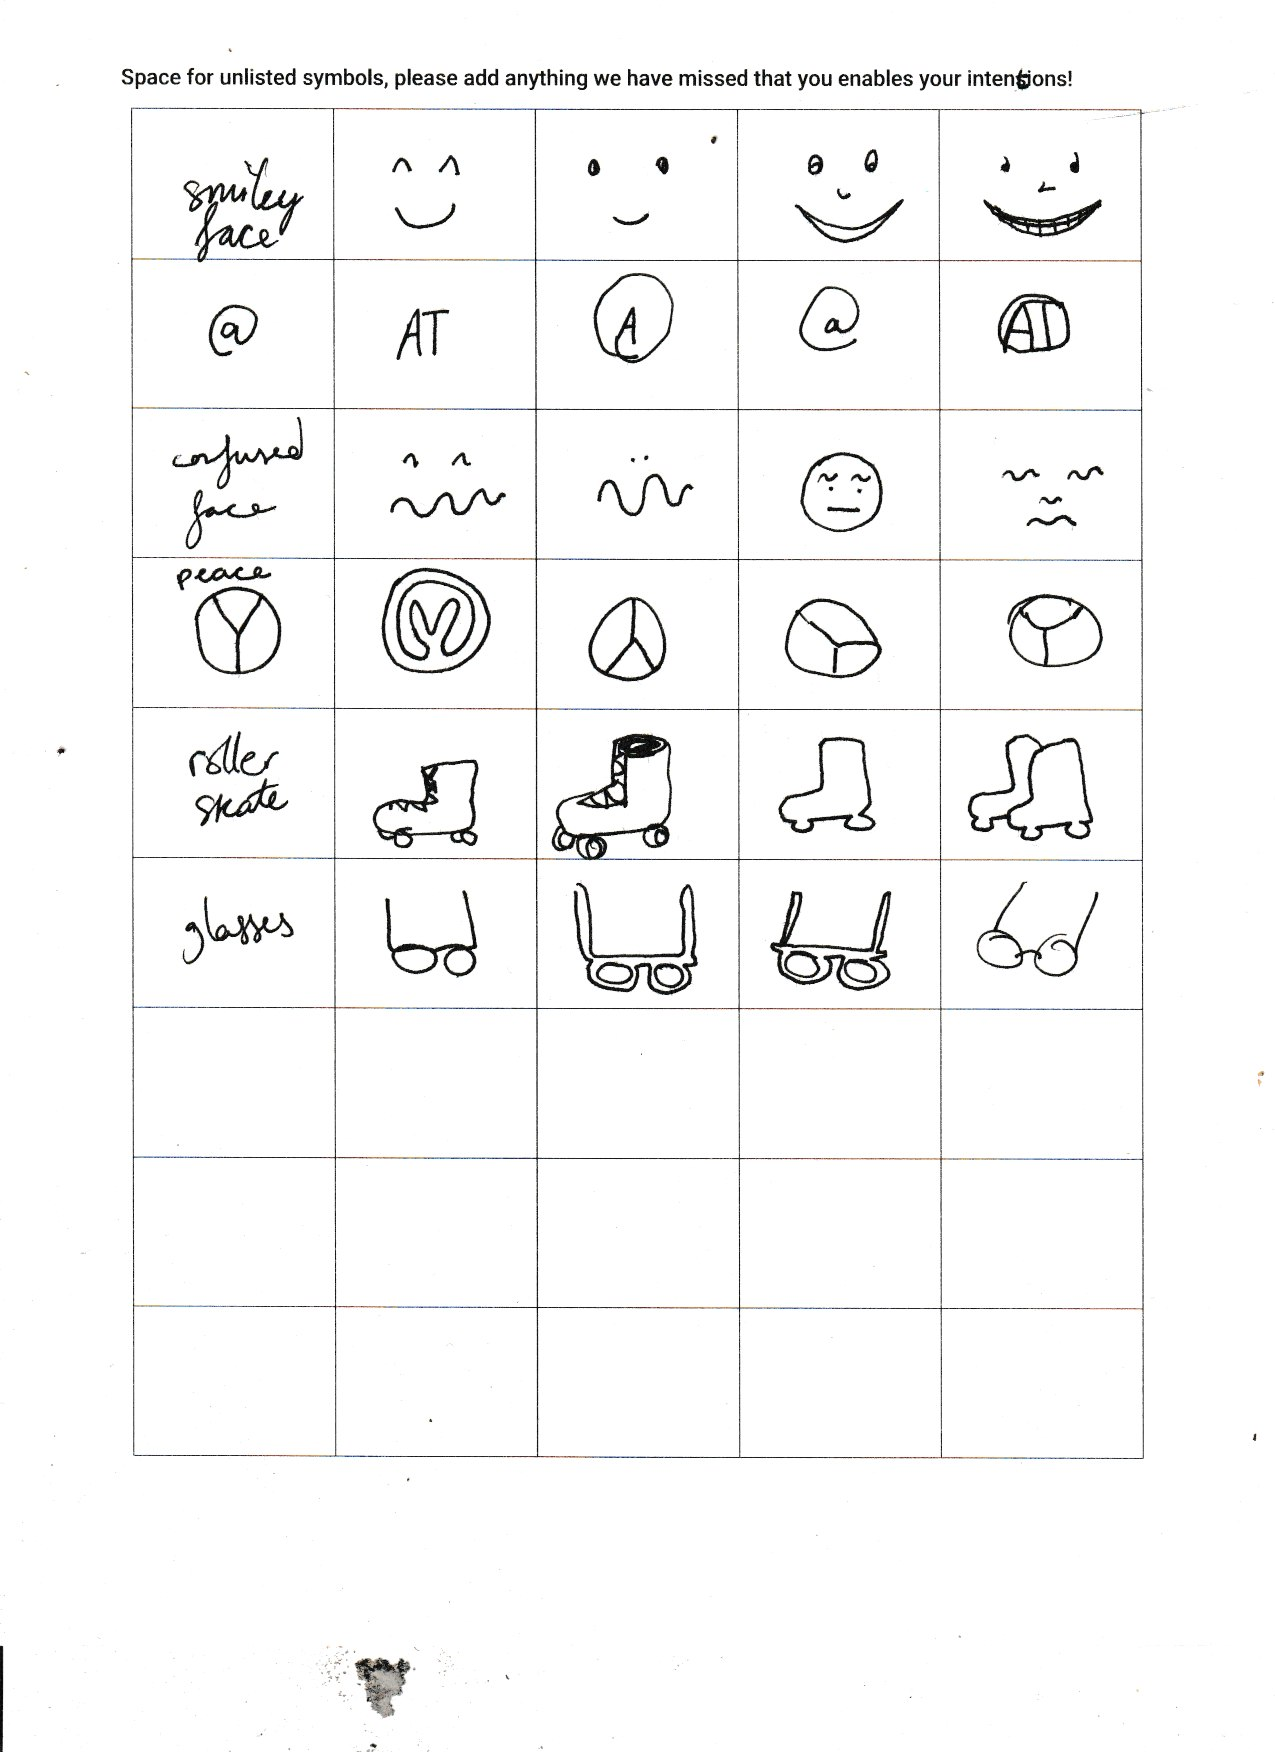 Space for unlisted symbols, please add anything we have missed that you enables your intentions!
smiley
face
@ AT A @ AT
confused
face
peace
roller
skate
glasses